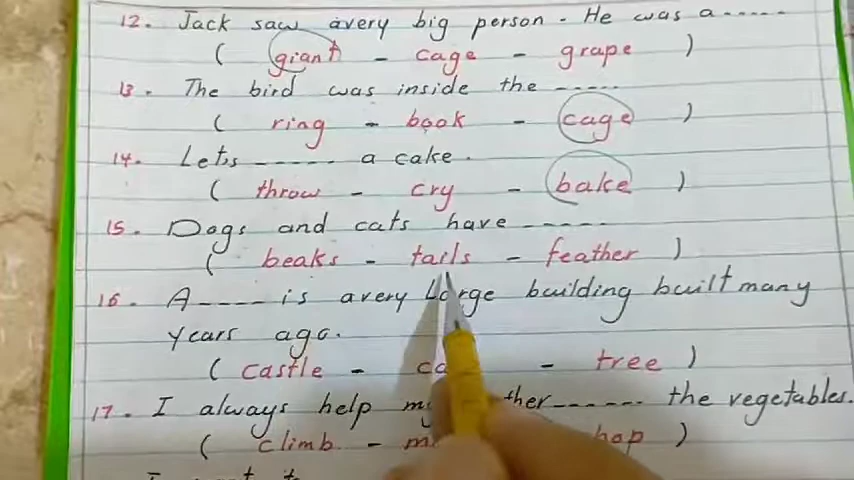 12. Jack saw avery big person. He was a -----
( giant - cage - grape )
13. The bird was inside the -----
( ring - book - cage )
14. Let's ----- a cake.
( throw - cry - bake )
15. Dogs and cats have -----
( beaks - tails - feather )
16. A ---- is avery Large building built many
years ago.
( castle - - tree )
17. I always help ------ the vegetables.
( climb - )